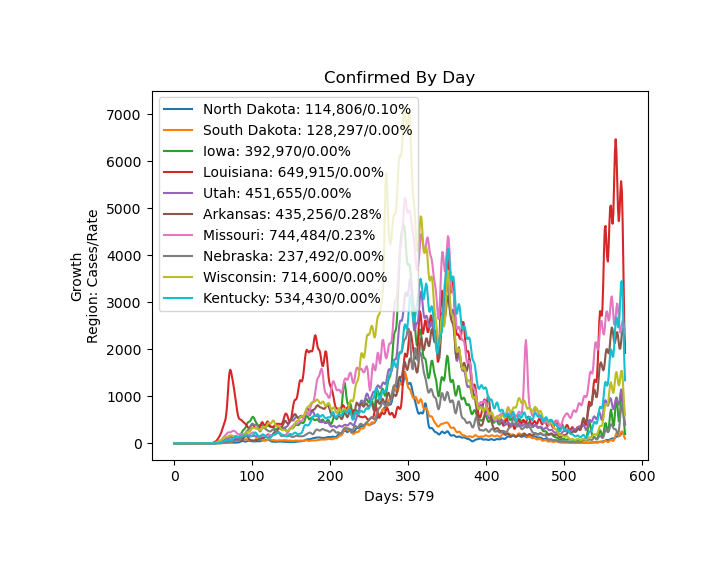 Confirmed By Day
7000
6000
5000
4000
3000
2000
1000
0
Growth
Region: Cases/Rate
North Dakota: 114,806/0.10%
South Dakota: 128,297/0.00%
Iowa: 392,970/0.00%
Louisiana: 649,915/0.00%
Utah: 451,655/0.00%
Arkansas: 435,256/0.28%
Missouri: 744,484/0.23%
Nebraska: 237,492/0.00%
Wisconsin: 714,600/0.00%
Kentucky: 534,430/0.00%
0 100 200 300 400 500 600
Days: 579